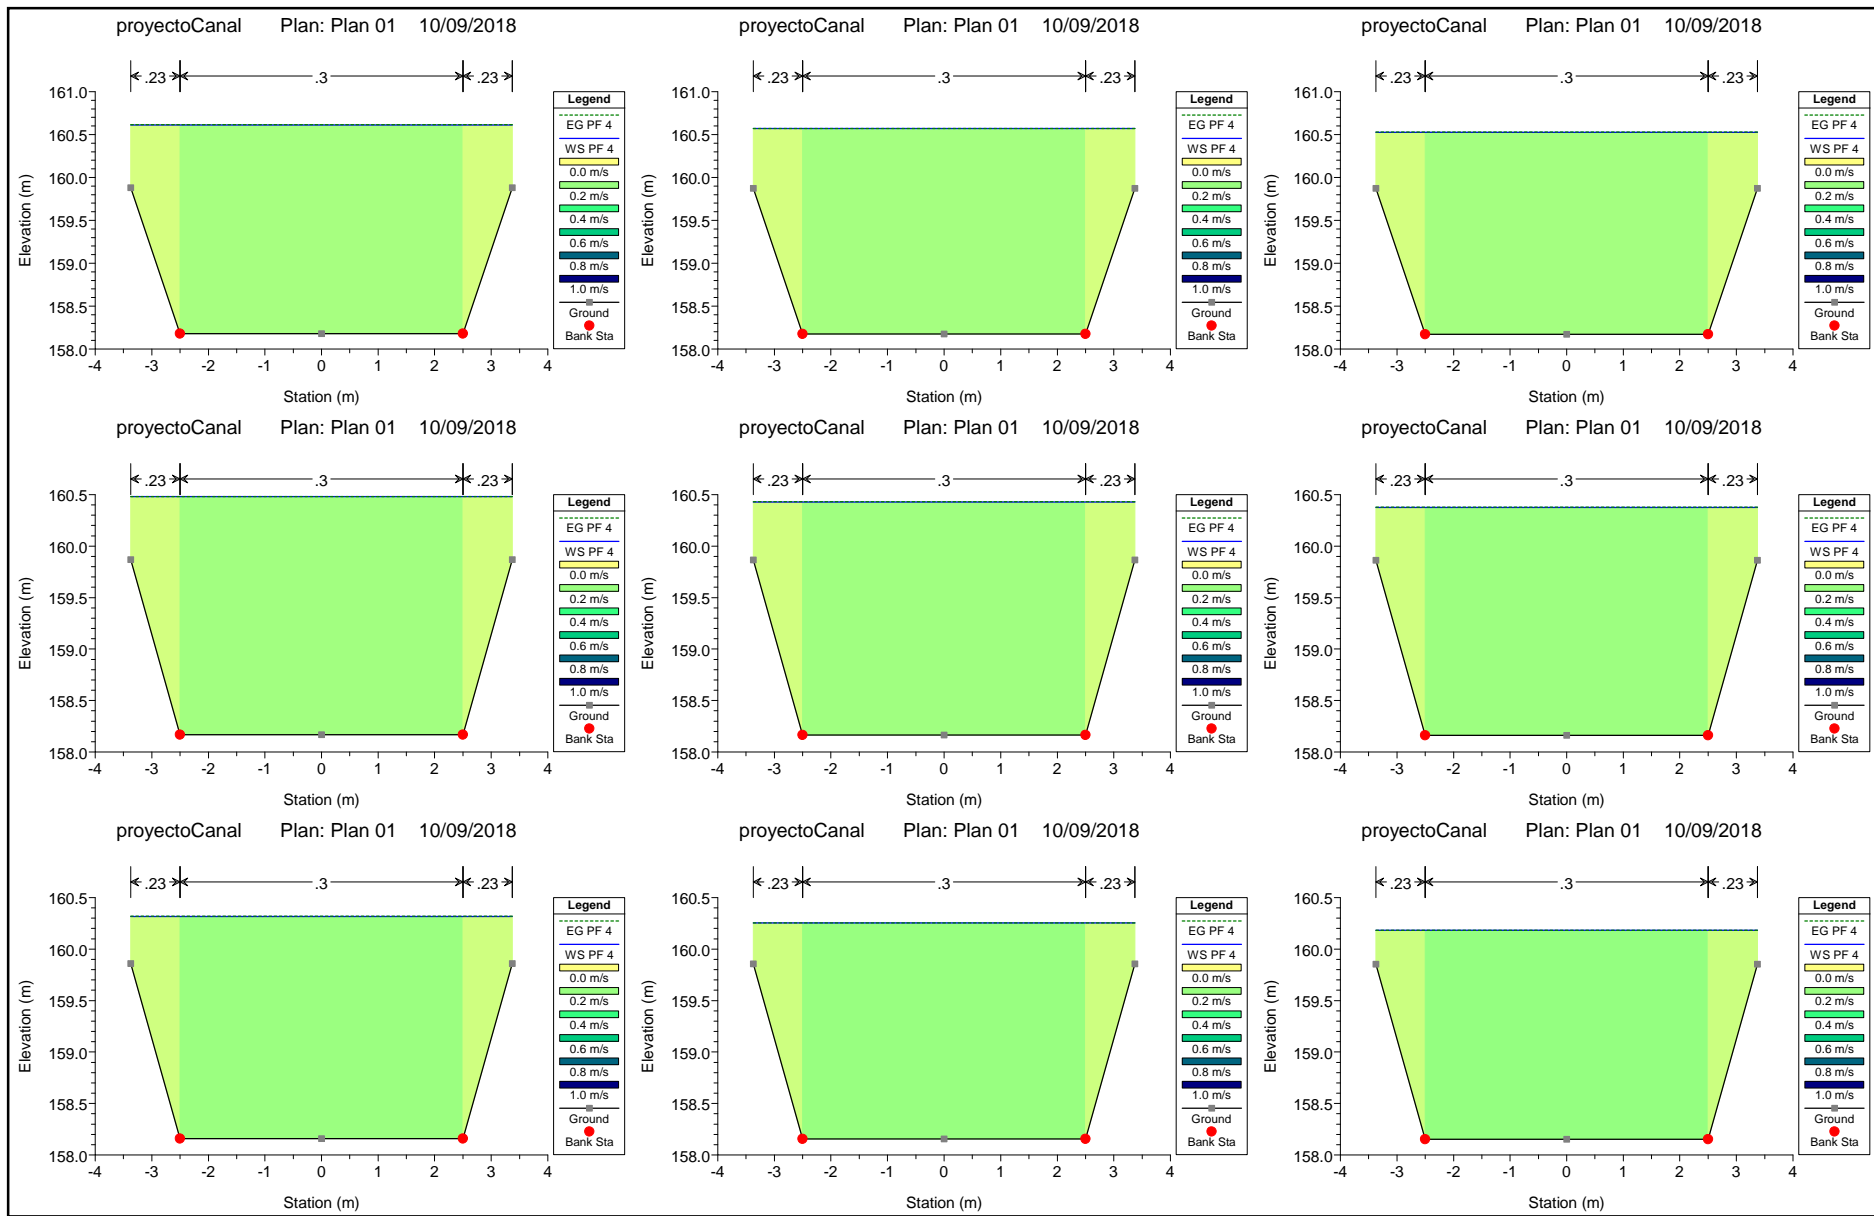 proyectoCanal Plan: Plan 01 10/09/2018
.23 .3 .23
161.0
160.5
160.0
159.5
159.0
158.5
158.0
Elevation (m)
-4 -3 -2 -1 0 1 2 3 4
Station (m)
Legend
EG PF 4
WS PF 4
0.0 m/s
0.2 m/s
0.4 m/s
0.6 m/s
0.8 m/s
1.0 m/s
Ground
Bank Sta
proyectoCanal Plan: Plan 01 10/09/2018
.23 .3 .23
161.0
160.5
160.0
159.5
159.0
158.5
158.0
Elevation (m)
-4 -3 -2 -1 0 1 2 3 4
Station (m)
Legend
EG PF 4
WS PF 4
0.0 m/s
0.2 m/s
0.4 m/s
0.6 m/s
0.8 m/s
1.0 m/s
Ground
Bank Sta
proyectoCanal Plan: Plan 01 10/09/2018
.23 .3 .23
161.0
160.5
160.0
159.5
159.0
158.5
158.0
Elevation (m)
-4 -3 -2 -1 0 1 2 3 4
Station (m)
Legend
EG PF 4
WS PF 4
0.0 m/s
0.2 m/s
0.4 m/s
0.6 m/s
0.8 m/s
1.0 m/s
Ground
Bank Sta
proyectoCanal Plan: Plan 01 10/09/2018
.23 .3 .23
160.5
160.0
159.5
159.0
158.5
158.0
Elevation (m)
-4 -3 -2 -1 0 1 2 3 4
Station (m)
Legend
EG PF 4
WS PF 4
0.0 m/s
0.2 m/s
0.4 m/s
0.6 m/s
0.8 m/s
1.0 m/s
Ground
Bank Sta
proyectoCanal Plan: Plan 01 10/09/2018
.23 .3 .23
160.5
160.0
159.5
159.0
158.5
158.0
Elevation (m)
-4 -3 -2 -1 0 1 2 3 4
Station (m)
Legend
EG PF 4
WS PF 4
0.0 m/s
0.2 m/s
0.4 m/s
0.6 m/s
0.8 m/s
1.0 m/s
Ground
Bank Sta
proyectoCanal Plan: Plan 01 10/09/2018
.23 .3 .23
160.5
160.0
159.5
159.0
158.5
158.0
Elevation (m)
-4 -3 -2 -1 0 1 2 3 4
Station (m)
Legend
EG PF 4
WS PF 4
0.0 m/s
0.2 m/s
0.4 m/s
0.6 m/s
0.8 m/s
1.0 m/s
Ground
Bank Sta
proyectoCanal Plan: Plan 01 10/09/2018
.23 .3 .23
160.5
160.0
159.5
159.0
158.5
158.0
Elevation (m)
-4 -3 -2 -1 0 1 2 3 4
Station (m)
Legend
EG PF 4
WS PF 4
0.0 m/s
0.2 m/s
0.4 m/s
0.6 m/s
0.8 m/s
1.0 m/s
Ground
Bank Sta
proyectoCanal Plan: Plan 01 10/09/2018
.23 .3 .23
160.5
160.0
159.5
159.0
158.5
158.0
Elevation (m)
-4 -3 -2 -1 0 1 2 3 4
Station (m)
Legend
EG PF 4
WS PF 4
0.0 m/s
0.2 m/s
0.4 m/s
0.6 m/s
0.8 m/s
1.0 m/s
Ground
Bank Sta
proyectoCanal Plan: Plan 01 10/09/2018
.23 .3 .23
160.5
160.0
159.5
159.0
158.5
158.0
Elevation (m)
-4 -3 -2 -1 0 1 2 3 4
Station (m)
Legend
EG PF 4
WS PF 4
0.0 m/s
0.2 m/s
0.4 m/s
0.6 m/s
0.8 m/s
1.0 m/s
Ground
Bank Sta